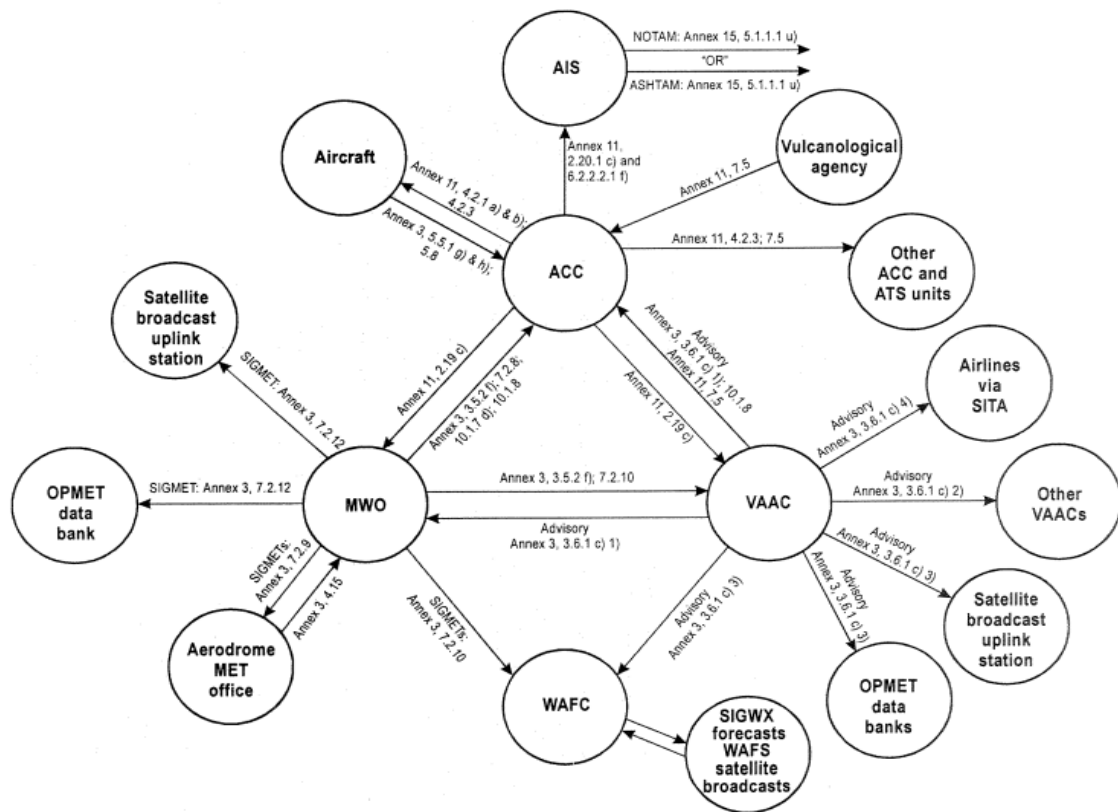 NOTAM: Annex 15, 5.1.1.1 u)
"OR"
ASHTAM: Annex 15, 5.1.1.1 u)
AIS
Aircraft
Annex 11,
2.20.1 c) and
6.2.2.2.1 f)
Vulcanological
agency
Annex 11, 7.5
Annex 11, 4.2.1 a) & b);
4.2.3
Annex 3, 5.5.1 g) & h);
5.8
ACC
Annex 11, 4.2.3; 7.5
Other
ACC and
ATS units
Satellite
broadcast
uplink
station
SIGMET: Annex 3, 7.2.12
Annex 11, 2.19 c)
Annex 3, 3.5.2 f); 7.2.8;
10.1.7 d); 10.1.8
Advisory
Annex 3, 3.6.1 c) 1); 10.1.8
Annex 11, 7.5
Annex 11, 2.19 c)
Airlines
via
SITA
Advisory
Annex 3, 3.6.1 c) 4)
OPMET
data
bank
SIGMET: Annex 3, 7.2.12
MWO
Annex 3, 3.5.2 f); 7.2.10
Advisory
Annex 3, 3.6.1 c) 1)
VAAC
Advisory
Annex 3, 3.6.1 c) 2)
Other
VAACs
SIGMETs:
Annex 3, 7.2.9
Annex 3, 4.15
Aerodrome
MET
office
SIGMETs:
Annex 3, 7.2.10
Advisory
Annex 3, 3.6.1 c) 3)
Advisory
Annex 3, 3.6.1 c) 3)
Advisory
Annex 3, 3.6.1 c) 3)
Satellite
broadcast
uplink
station
WAFC
SIGWX
forecasts
WAFS
satellite
broadcasts
OPMET
data
banks